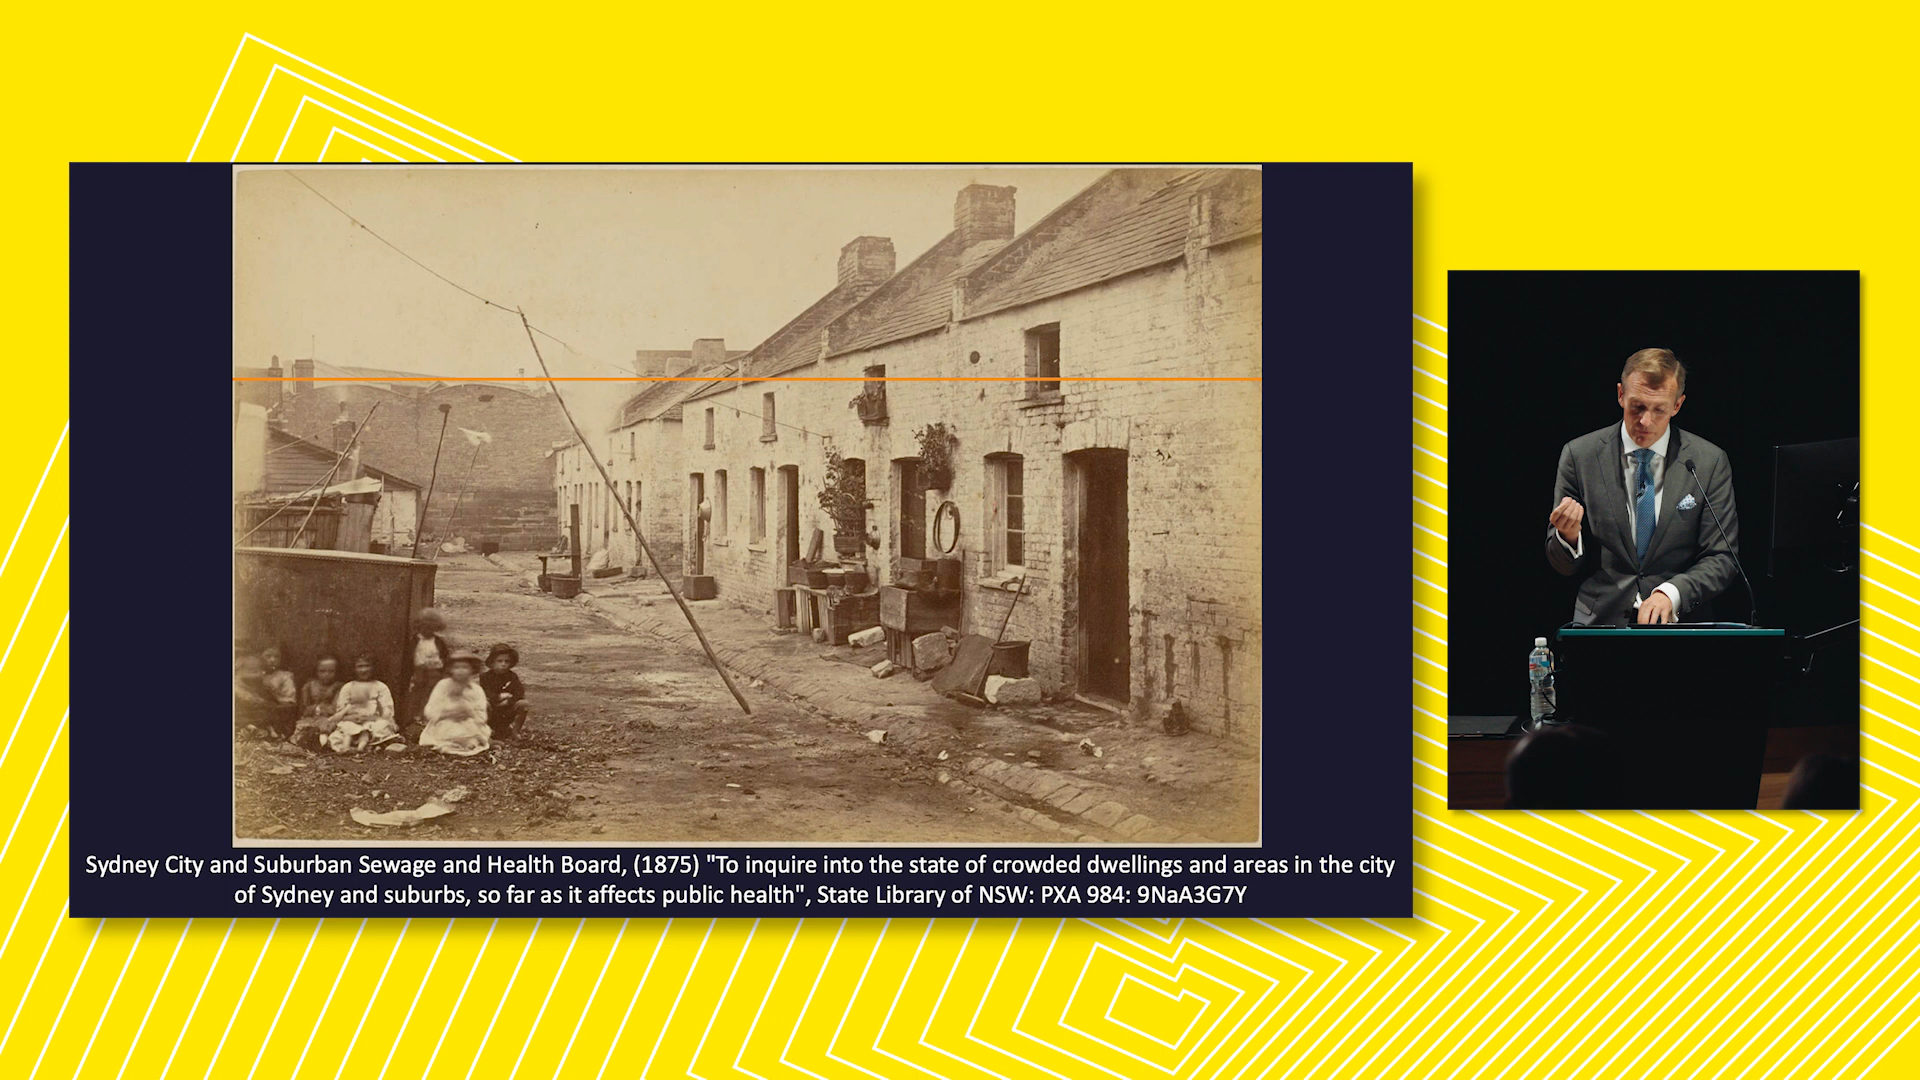 Sydney City and Suburban Sewage and Health Board, (1875) "To inquire into the state of crowded dwellings and areas in the city
of Sydney and suburbs, so far as it affects public health", State Library of NSW: PXA 984: 9NaA3G7Y